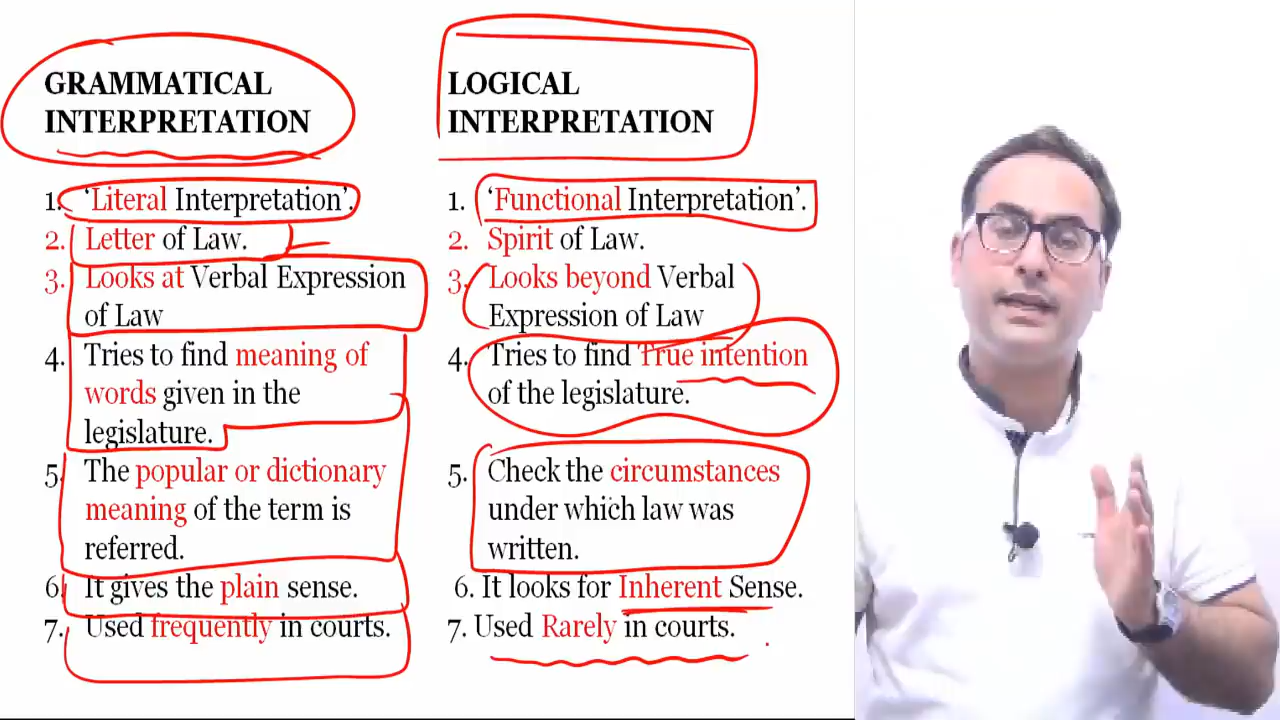 GRAMMATICAL
INTERPRETATION
1. ‘Literal Interpretation’.
2. Letter of Law.
3. Looks at Verbal Expression
of Law
4. Tries to find meaning of
words given in the
legislature.
5. The popular or dictionary
meaning of the term is
referred.
6. It gives the plain sense.
7. Used frequently in courts.
LOGICAL
INTERPRETATION
1. ‘Functional Interpretation’.
2. Spirit of Law.
3. Looks beyond Verbal
Expression of Law
4. Tries to find True intention
of the legislature.
5. Check the circumstances
under which law was
written.
6. It looks for Inherent Sense.
7. Used Rarely in courts.